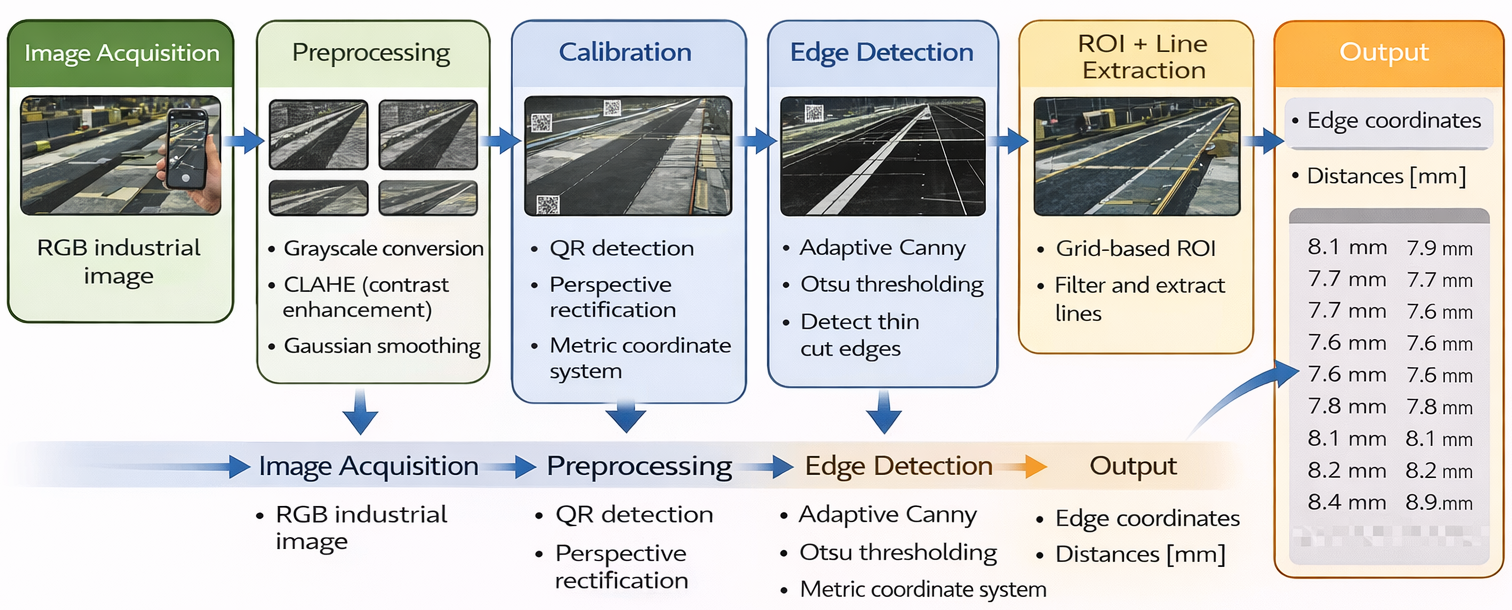 Image Acquisition
RGB industrial
image
Preprocessing
• Grayscale conversion
• CLAHE (contrast
enhancement)
• Gaussian smoothing
Calibration
• QR detection
• Perspective
rectification
• Metric coordinate
system
Edge Detection
• Adaptive Canny
• Otsu thresholding
• Detect thin
cut edges
ROI + Line
Extraction
• Grid-based ROI
• Filter and extract
lines
Output
• Edge coordinates
• Distances [mm]
8.1 mm 7.9 mm
7.7 mm 7.7 mm
7.7 mm 7.6 mm
7.6 mm 7.6 mm
7.6 mm 7.6 mm
7.8 mm 7.8 mm
8.1 mm 8.1 mm
8.2 mm 8.2 mm
8.4 mm 8.9.mm
Image Acquisition
• RGB industrial
image
Preprocessing
• QR detection
• Perspective
rectification
Edge Detection
• Adaptive Canny
• Otsu thresholding
• Metric coordinate system
Output
• Edge coordinates
• Distances [mm]